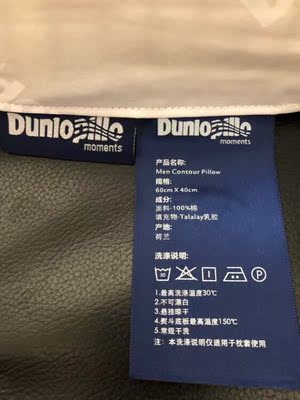 Dunlopillo
moments
Dunlopillo
moments
产品名称:
Men Contour Pillow
规格:
60cm X 40cm
成分:
面料-100%棉
填充物-Talalay乳胶
产地:
荷兰
洗涤说明:
30
1.最高洗涤温度30℃
2.不可漂白
3.悬挂晾干
4.熨斗底板最高温度150℃
5.常规干洗
注：本洗涤说明仅适用于枕套使用